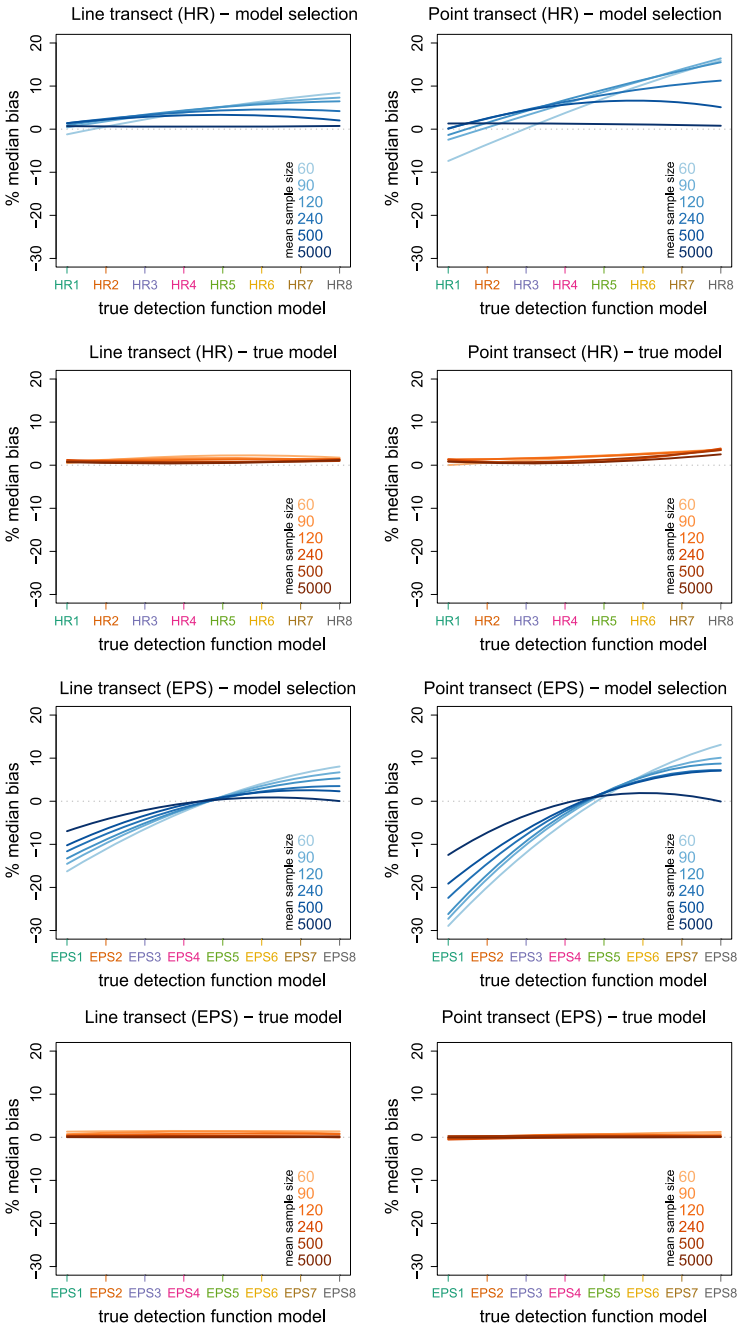 Line transect (HR) − model selection
20
10
0
−10
−20
−30
% median bias
mean sample size
60
90
120
240
500
5000
HR1 HR2 HR3 HR4 HR5 HR6 HR7 HR8
true detection function model
Point transect (HR) − model selection
20
10
0
−10
−20
−30
% median bias
mean sample size
60
90
120
240
500
5000
HR1 HR2 HR3 HR4 HR5 HR6 HR7 HR8
true detection function model
Line transect (HR) − true model
20
10
0
−10
−20
−30
% median bias
mean sample size
60
90
120
240
500
5000
HR1 HR2 HR3 HR4 HR5 HR6 HR7 HR8
true detection function model
Point transect (HR) − true model
20
10
0
−10
−20
−30
% median bias
mean sample size
60
90
120
240
500
5000
HR1 HR2 HR3 HR4 HR5 HR6 HR7 HR8
true detection function model
Line transect (EPS) − model selection
20
10
0
−10
−20
−30
% median bias
mean sample size
60
90
120
240
500
5000
EPS1 EPS2 EPS3 EPS4 EPS5 EPS6 EPS7 EPS8
true detection function model
Point transect (EPS) − model selection
20
10
0
−10
−20
−30
% median bias
mean sample size
60
90
120
240
500
5000
EPS1 EPS2 EPS3 EPS4 EPS5 EPS6 EPS7 EPS8
true detection function model
Line transect (EPS) − true model
20
10
0
−10
−20
−30
% median bias
mean sample size
60
90
120
240
500
5000
EPS1 EPS2 EPS3 EPS4 EPS5 EPS6 EPS7 EPS8
true detection function model
Point transect (EPS) − true model
20
10
0
−10
−20
−30
% median bias
mean sample size
60
90
120
240
500
5000
EPS1 EPS2 EPS3 EPS4 EPS5 EPS6 EPS7 EPS8
true detection function model